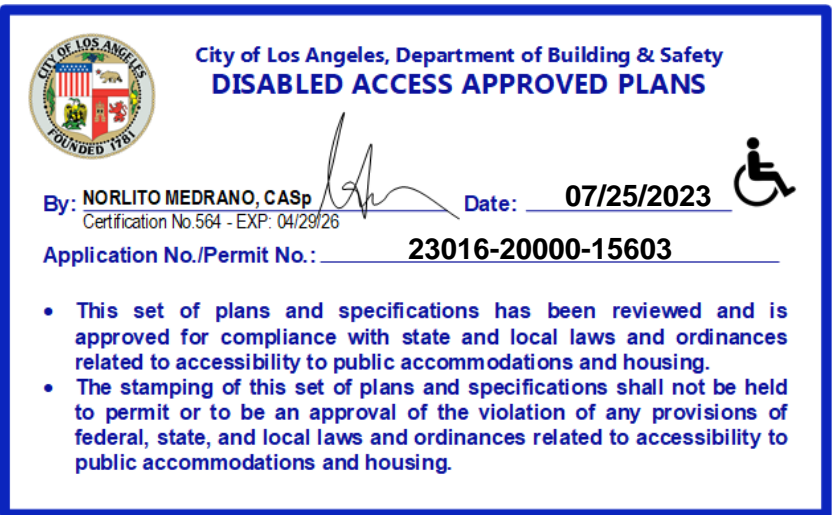 CITY OF LOS ANGELES
FOUNDED 1781
City of Los Angeles, Department of Building & Safety
DISABLED ACCESS APPROVED PLANS
By: NORLITO MEDRANO, CASp Date: 07/25/2023
Certification No.564 - EXP: 04/29/26
Application No./Permit No.: 23016-20000-15603
• This set of plans and specifications has been reviewed and is
approved for compliance with state and local laws and ordinances
related to accessibility to public accommodations and housing.
• The stamping of this set of plans and specifications shall not be held
to permit or to be an approval of the violation of any provisions of
federal, state, and local laws and ordinances related to accessibility to
public accommodations and housing.